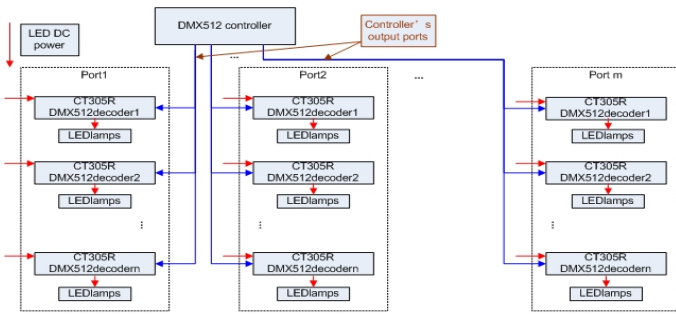 LED DC
power
DMX512 controller
Controller’s
output ports
...
Port1
Port2
...
Port m
CT305R
DMX512decoder1
LEDlamps
CT305R
DMX512decoder1
LEDlamps
CT305R
DMX512decoder1
LEDlamps
CT305R
DMX512decoder2
LEDlamps
CT305R
DMX512decoder2
LEDlamps
CT305R
DMX512decoder2
LEDlamps
...
...
...
CT305R
DMX512decodern
LEDlamps
CT305R
DMX512decodern
LEDlamps
CT305R
DMX512decodern
LEDlamps